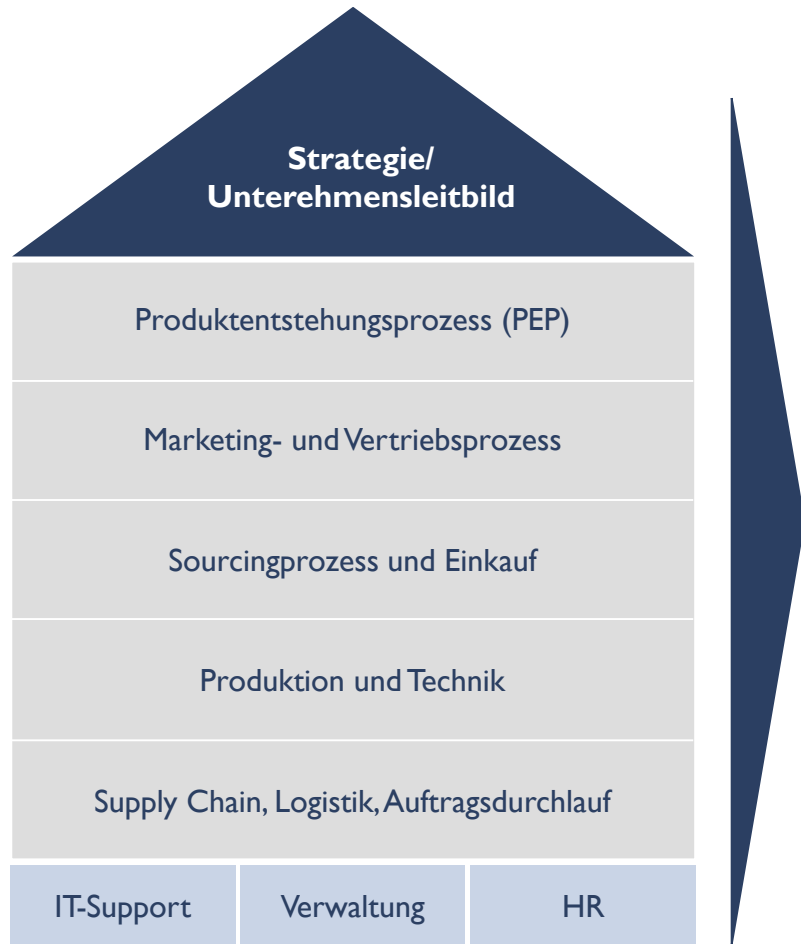 Strategie/
Unterehmensleitbild
Produktentstehungsprozess (PEP)
Marketing- und Vertriebsprozess
Sourcingprozess und Einkauf
Produktion und Technik
Supply Chain, Logistik, Auftragsdurchlauf
IT-Support Verwaltung HR